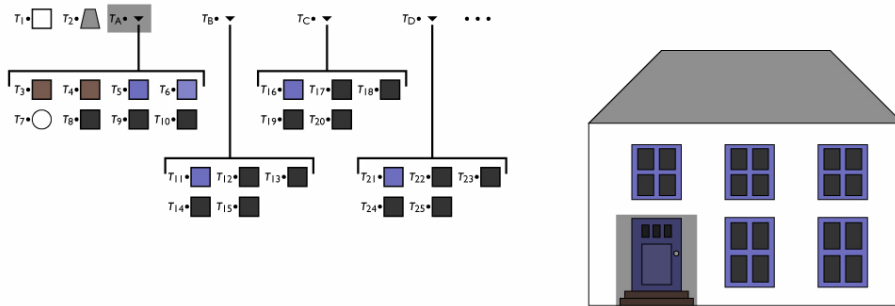 T1• T2• TA• TB• TC• TD• • • •
T3• T4• T5• T6• T16• T17• T18•
T7• T8• T9• T10• T19• T20•
T11• T12• T13• T21• T22• T23•
T14• T15• T24• T25•